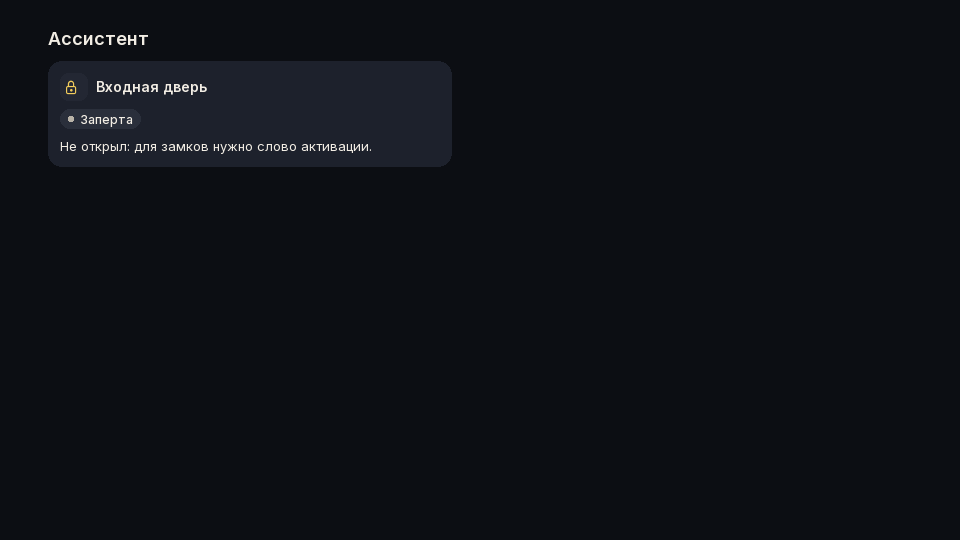 Ассистент
Входная дверь
Заперта
Не открыл: для замков нужно слово активации.